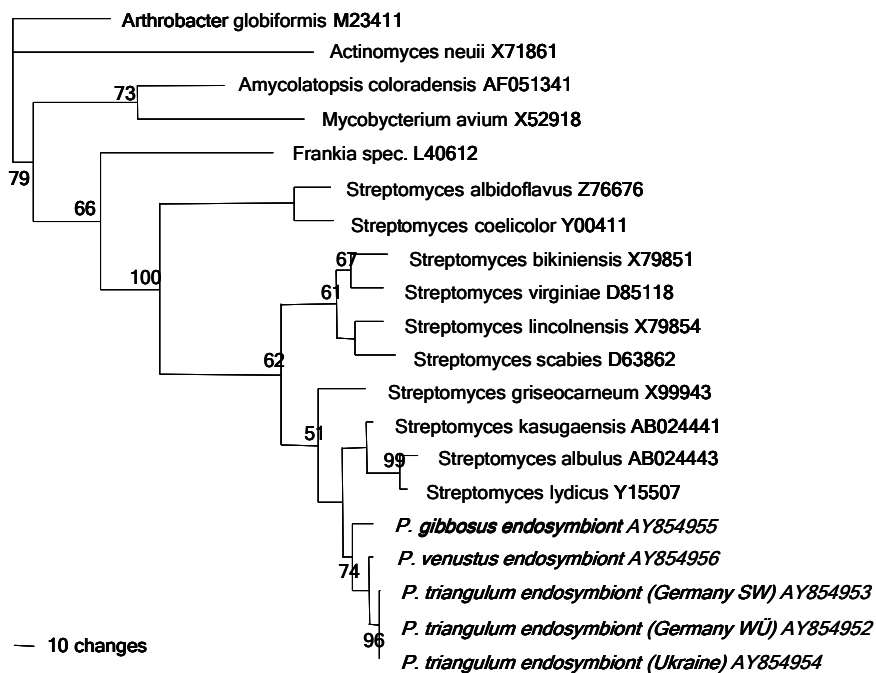 Arthrobacter globiformis M23411
Actinomyces neuii X71861
Amycolatopsis coloradensis AF051341
73
Mycobycterium avium X52918
Frankia spec. L40612
79
Streptomyces albidoflavus Z76676
66
Streptomyces coelicolor Y00411
67
Streptomyces bikiniensis X79851
100
61
Streptomyces virginiae D85118
Streptomyces lincolnensis X79854
62
Streptomyces scabies D63862
Streptomyces griseocarneum X99943
51
Streptomyces kasugaensis AB024441
99
Streptomyces albulus AB024443
Streptomyces lydicus Y15507
P. gibbosus endosymbiont AY854955
P. venustus endosymbiont AY854956
74
P. triangulum endosymbiont (Germany SW) AY854953
P. triangulum endosymbiont (Germany WÜ) AY854952
96
10 changes
P. triangulum endosymbiont (Ukraine) AY854954